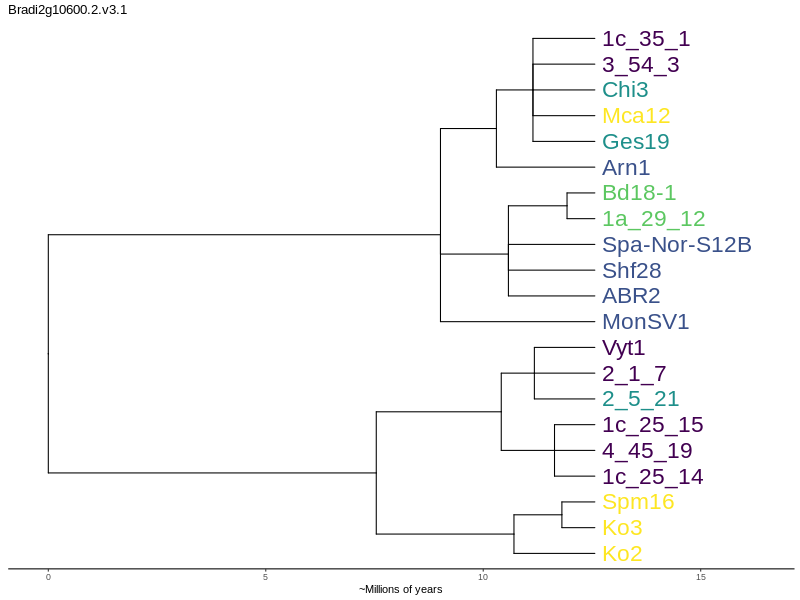 Bradi2g10600.2.v3.1
1c_35_1
3_54_3
Chi3
Mca12
Ges19
Arn1
Bd18-1
1a_29_12
Spa-Nor-S12B
Shf28
ABR2
MonSV1
Vyt1
2_1_7
2_5_21
1c_25_15
4_45_19
1c_25_14
Spm16
Ko3
Ko2
0 5 10 15
~Millions of years